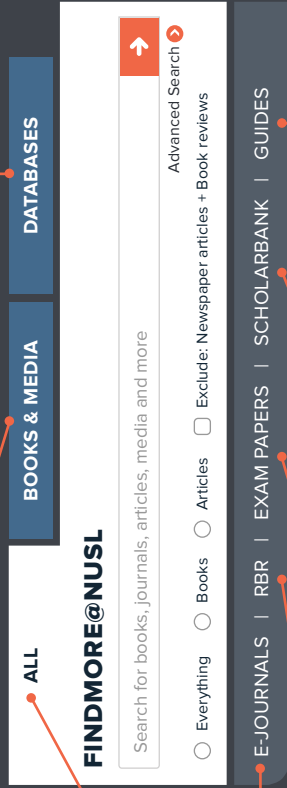 ALL
BOOKS & MEDIA
DATABASES
FINDMORE@NUSL
Search for books, journals, articles, media and more
Advanced Search
Everything Books Articles Exclude: Newspaper articles + Book reviews
E-JOURNALS | RBR | EXAM PAPERS | SCHOLARBANK | GUIDES